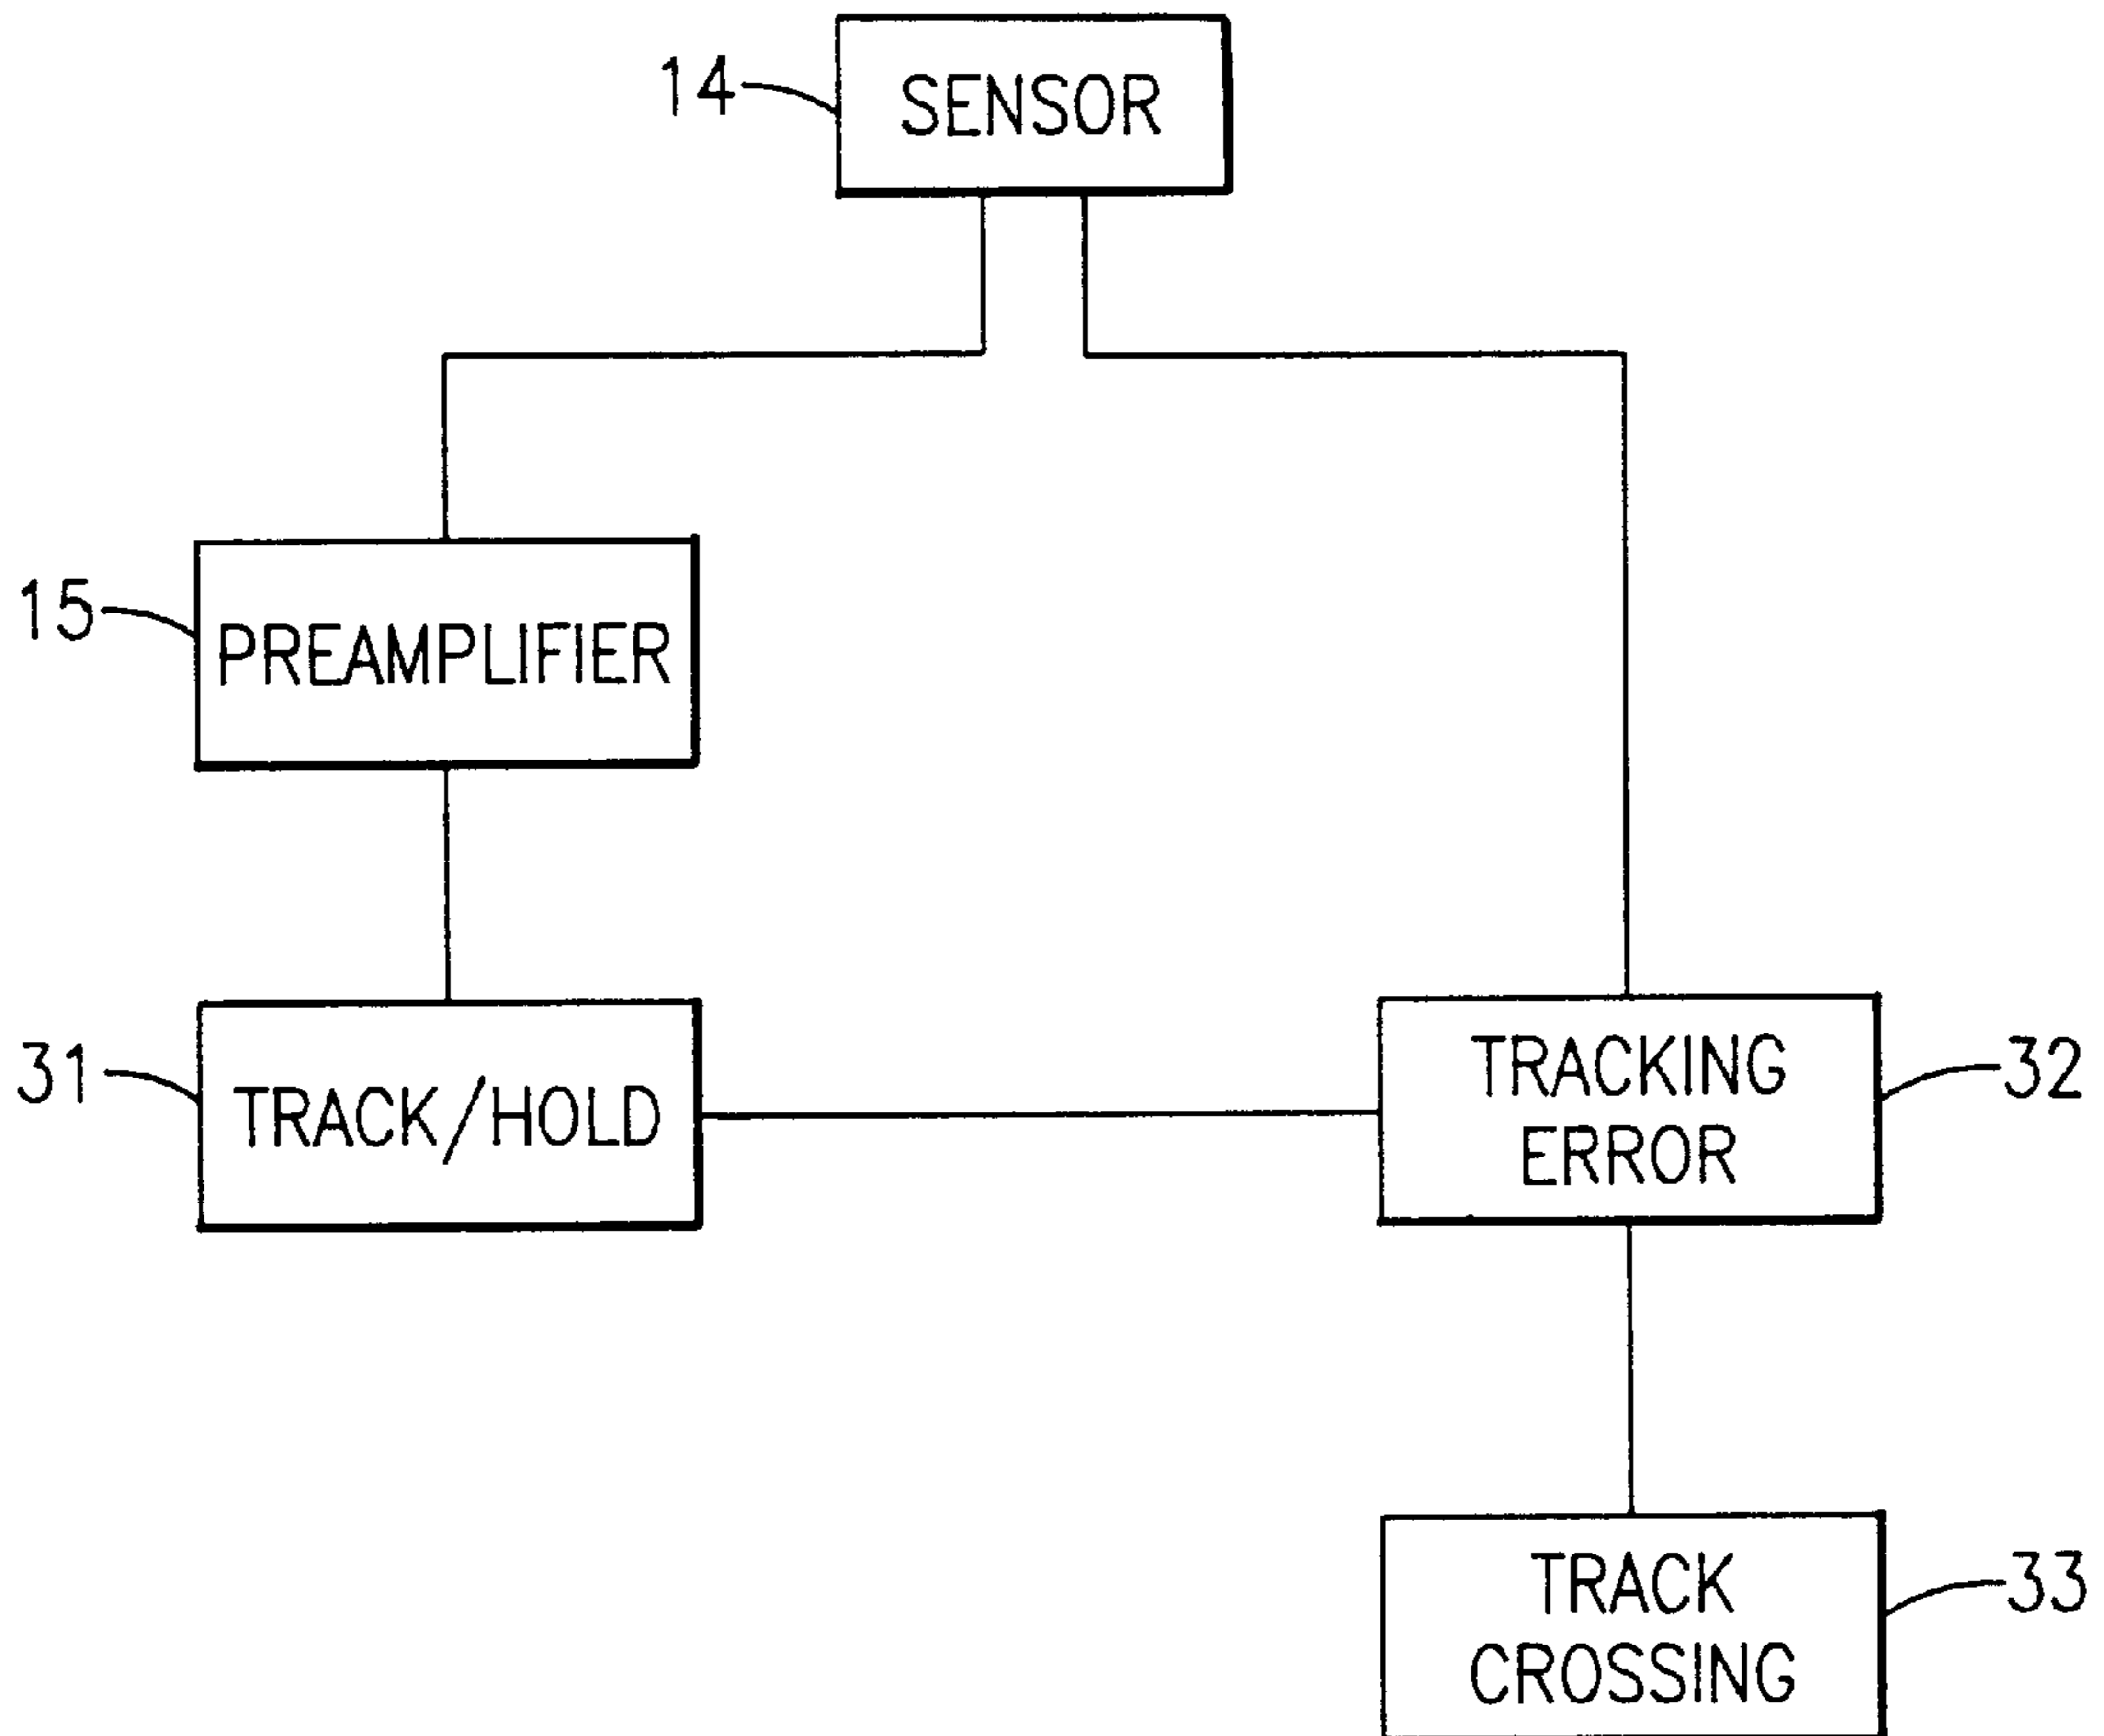 14
SENSOR
15
PREAMPLIFIER
31
TRACK/HOLD
TRACKING
ERROR
32
TRACK
CROSSING
33